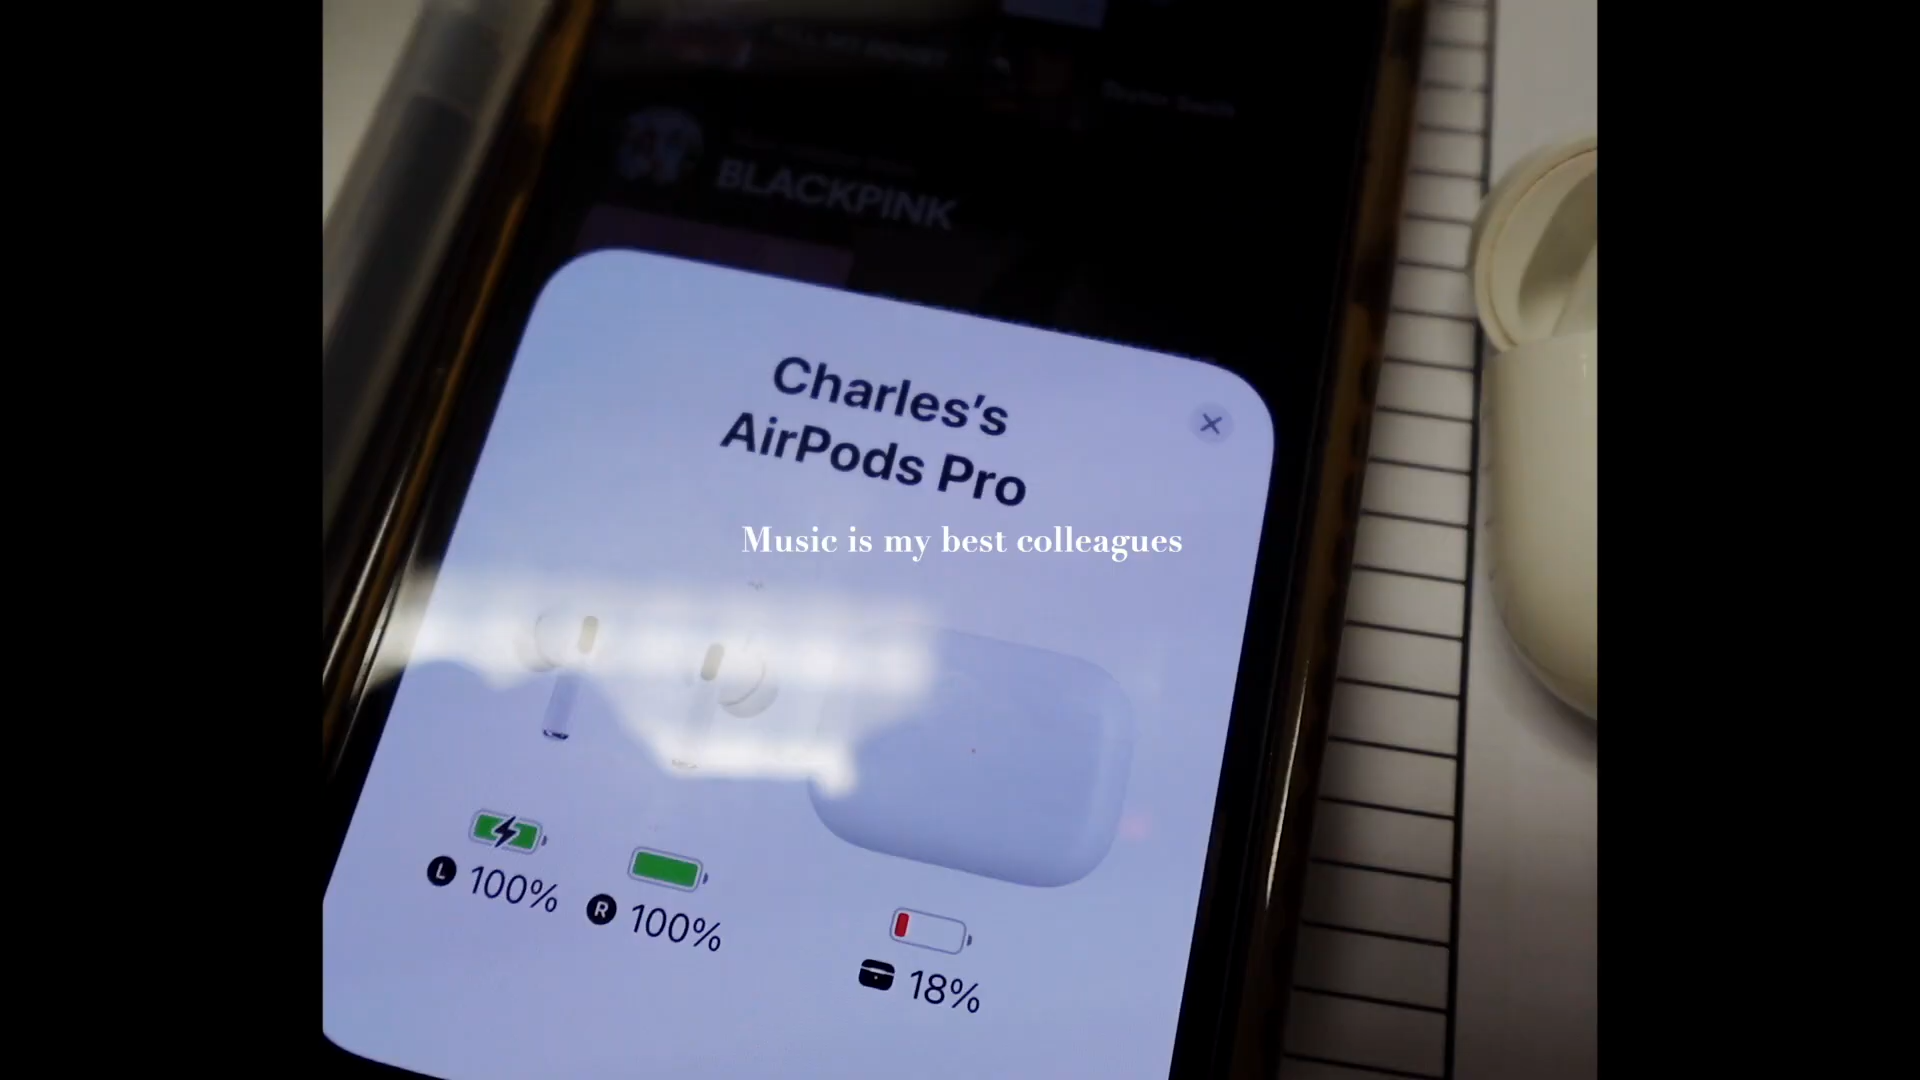 BLACKPINK
Charles’s
AirPods Pro
Music is my best colleagues
L 100%
R 100%
18%